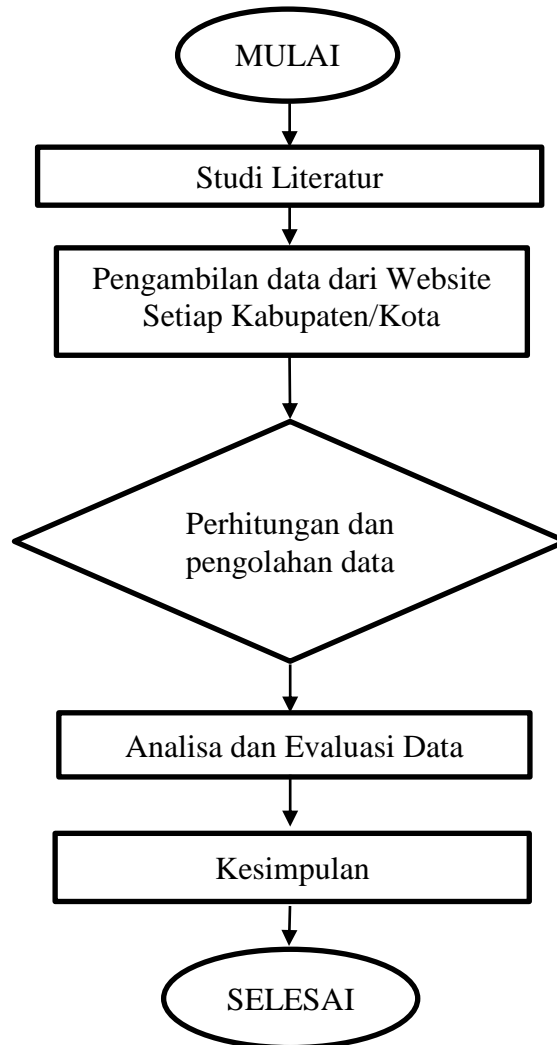 MULAI
Studi Literatur
Pengambilan data dari Website
Setiap Kabupaten/Kota
Perhitungan dan
pengolahan data
Analisa dan Evaluasi Data
Kesimpulan
SELESAI